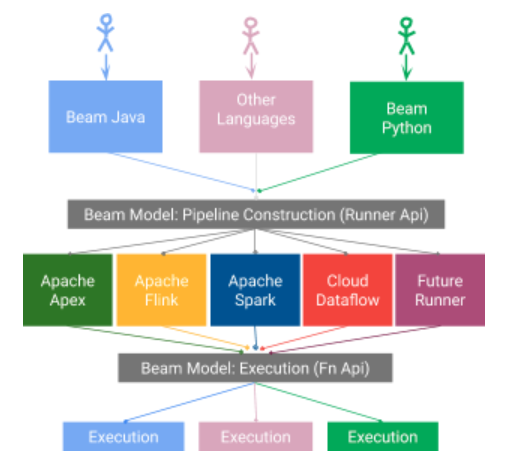 Beam Java
Other
Languages
Beam
Python
Beam Model: Pipeline Construction (Runner Api)
Apache
Apex
Apache
Flink
Apache
Spark
Cloud
Dataflow
Future
Runner
Beam Model: Execution (Fn Api)
Execution
Execution
Execution